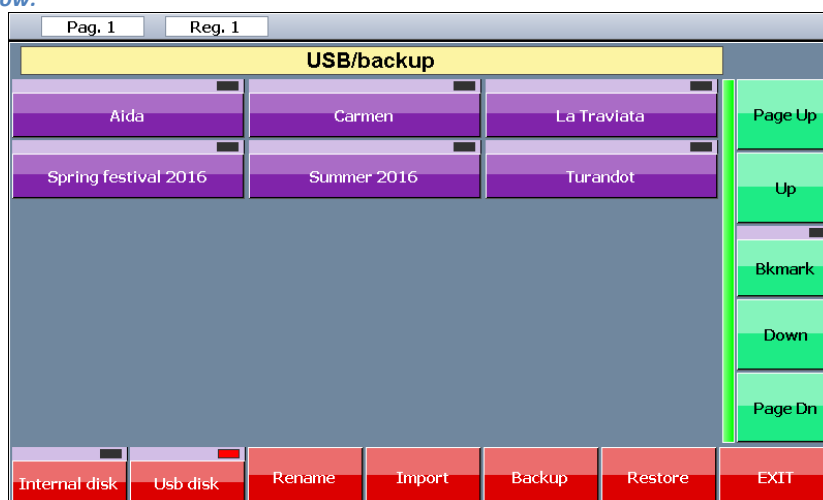 ow:
Pag. 1 Reg. 1
USB/backup
Aida Carmen La Traviata Page Up
Spring festival 2016 Summer 2016 Turandot Up
Bkmark
Down
Page Dn
Internal disk Usb disk Rename Import Backup Restore EXIT